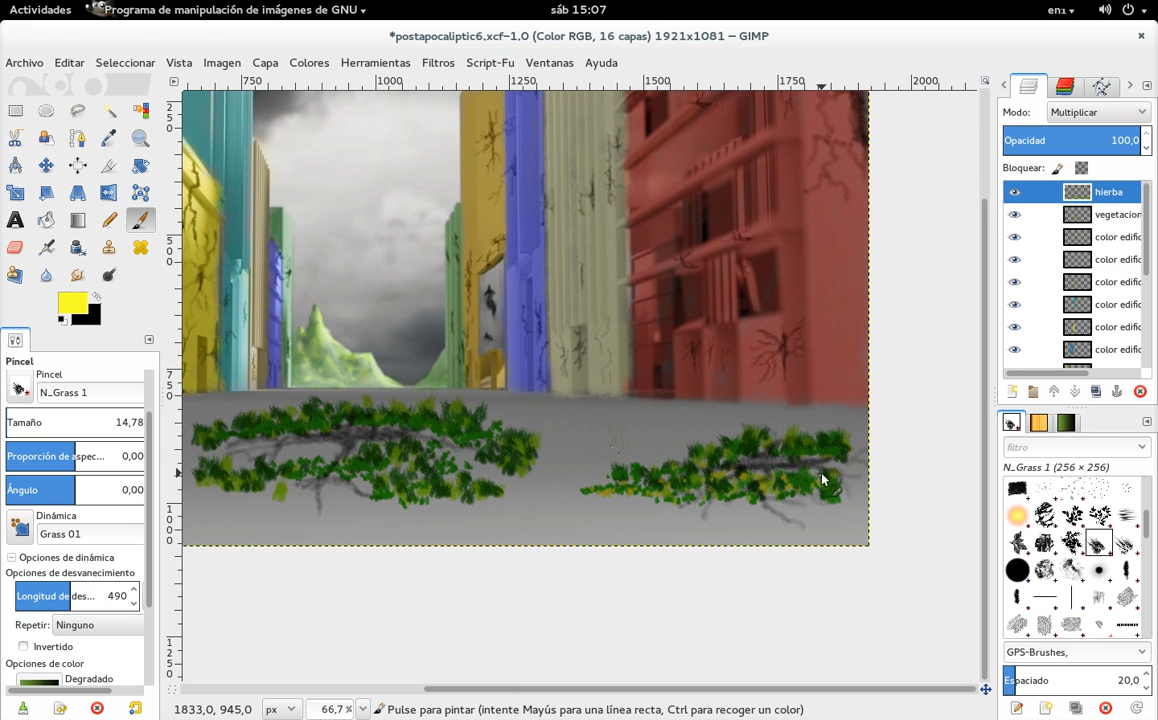 Actividades
Programa de manipulación de imágenes de GNU
sáb 15:07
en₁
*postapocaliptic6.xcf-1.0 (Color RGB, 16 capas) 1921x1081 – GIMP
Archivo Editar Seleccionar Vista Imagen Capa Colores Herramientas Filtros Script-Fu Ventanas Ayuda
750 1000 1250 1500 1750 2000
250
500
750
1000
1250
Pincel
Pincel
N_Grass 1
Tamaño 14,78
Proporción de aspec... 0,00
Ángulo 0,00
Dinámica
Grass 01
Opciones de dinámica
Opciones de desvanecimiento
Longitud de des... 490
Repetir: Ninguno
Invertido
Opciones de color
Degradado
Modo: Multiplicar
Opacidad 100,0
Bloquear:
hierba
vegetacion
color edific
color edific
color edific
color edific
color edific
color edific
filtro
N_Grass 1 (256 × 256)
GPS-Brushes,
Espaciado 20,0
1833,0, 945,0 px 66,7 % Pulse para pintar (intente Mayús para una línea recta, Ctrl para recoger un color)